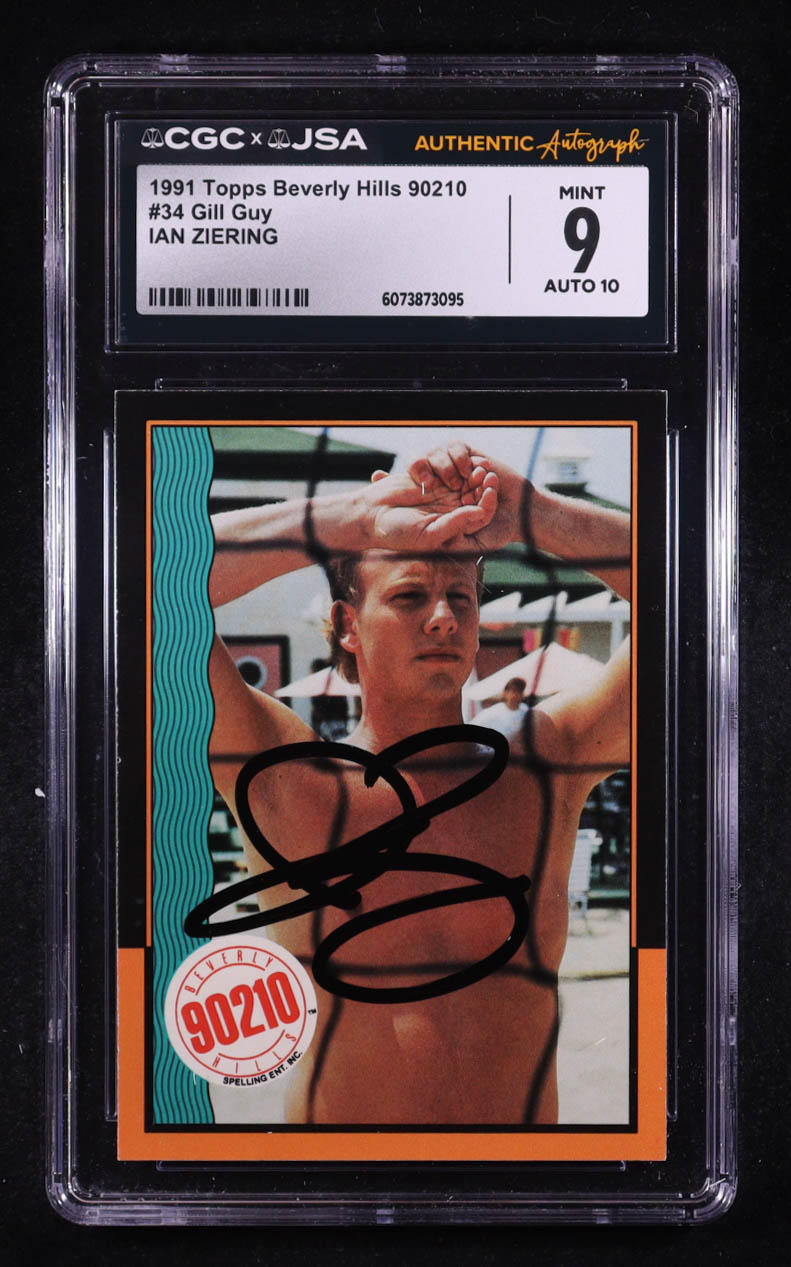 CGC x JSA AUTHENTIC Autograph
1991 Topps Beverly Hills 90210
#34 Gill Guy
IAN ZIERING
MINT
9
AUTO 10
6073873095
BEVERLY
90210
HILLS
™
SPELLING ENT. INC.